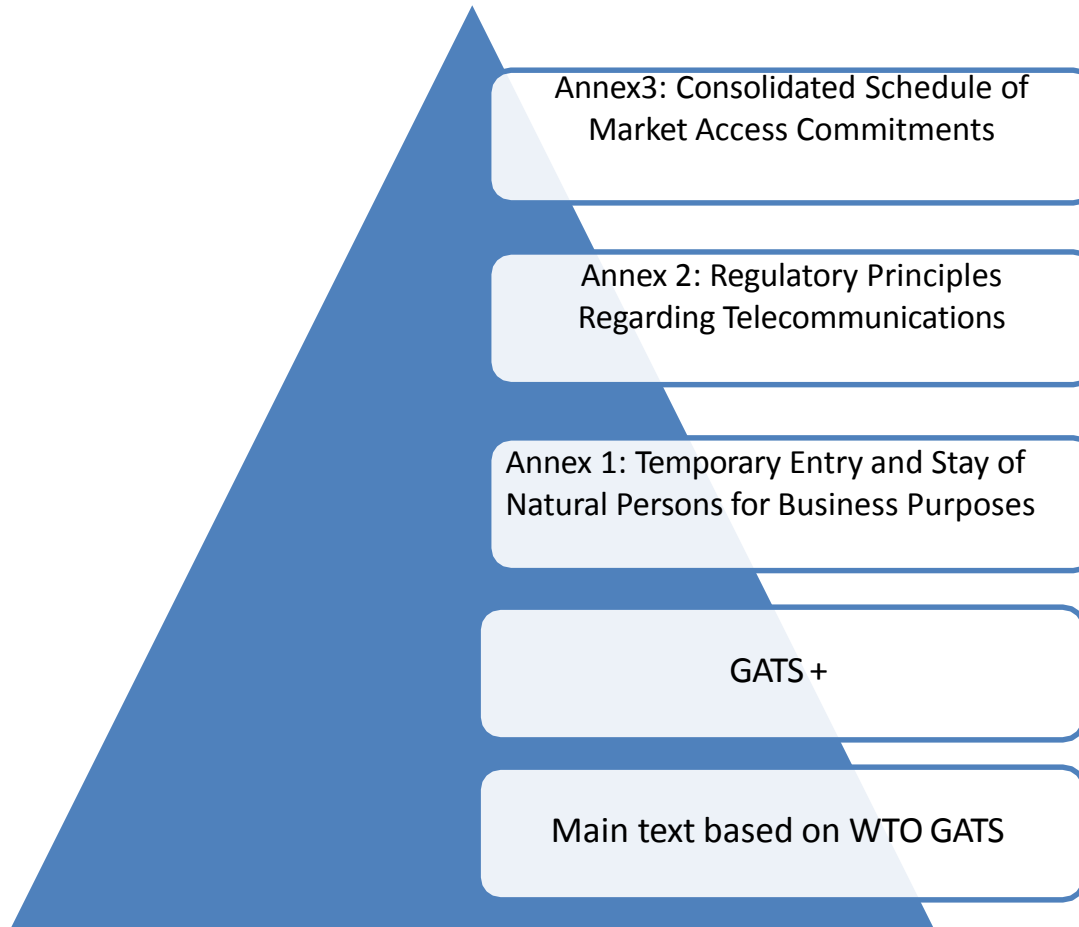 Annex3: Consolidated Schedule of
Market Access Commitments
Annex 2: Regulatory Principles
Regarding Telecommunications
Annex 1: Temporary Entry and Stay of
Natural Persons for Business Purposes
GATS +
Main text based on WTO GATS